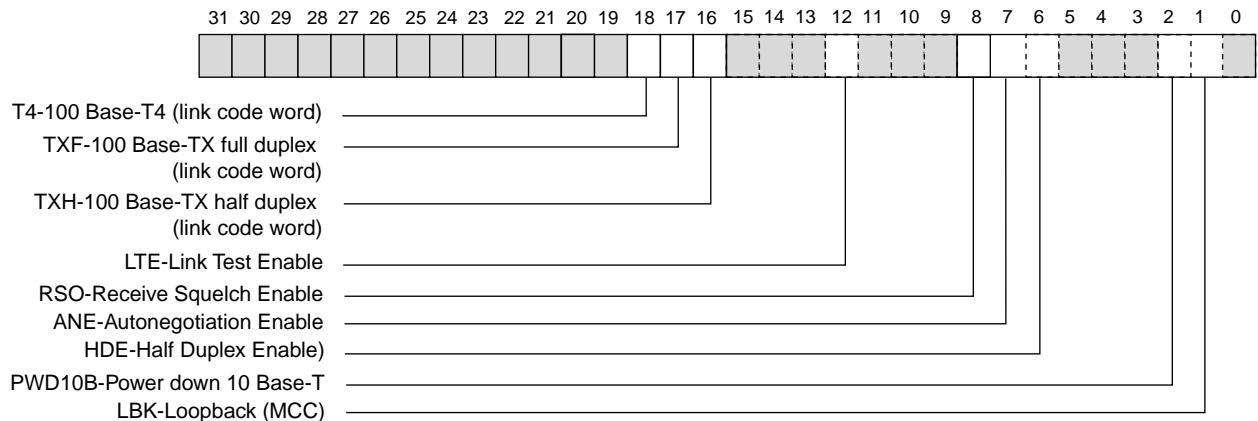 31 30 29 28 27 26 25 24 23 22 21 20 19 18 17 16 15 14 13 12 11 10 9 8 7 6 5 4 3 2 1 0
T4-100 Base-T4 (link code word)
TXF-100 Base-TX full duplex
(link code word)
TXH-100 Base-TX half duplex
(link code word)
LTE-Link Test Enable
RSO-Receive Squelch Enable
ANE-Autonegotiation Enable
HDE-Half Duplex Enable)
PWD10B-Power down 10 Base-T
LBK-Loopback (MCC)